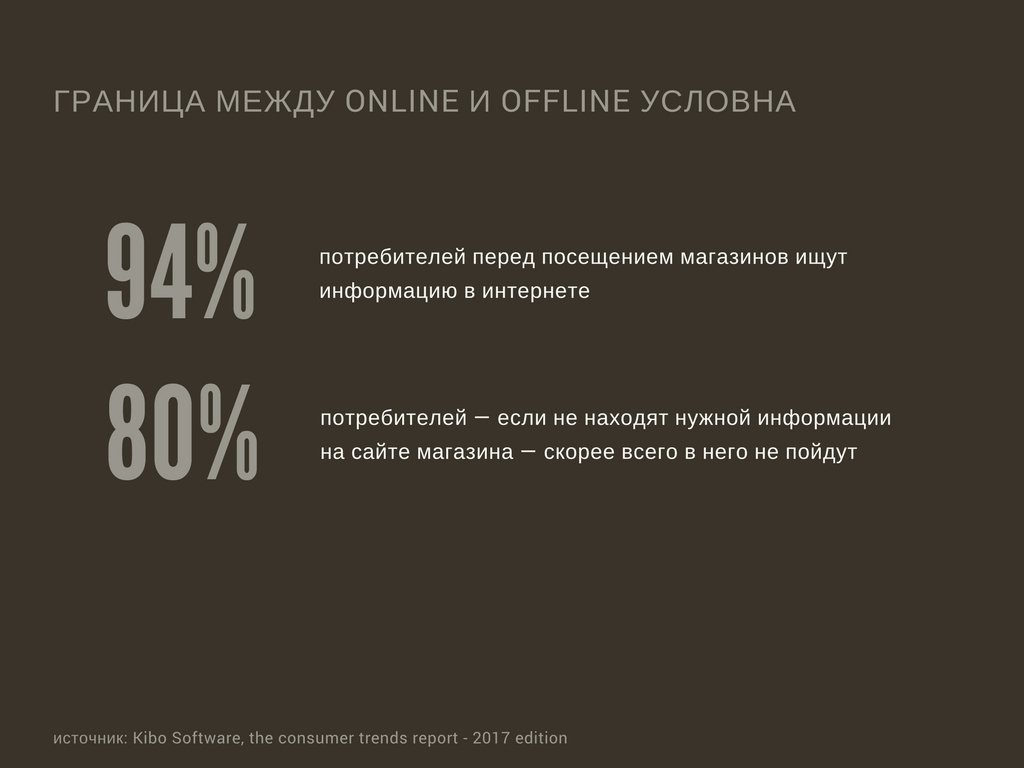 ГРАНИЦА МЕЖДУ ONLINE И OFFLINE УСЛОВНА
94%
потребителей перед посещением магазинов ищут
информацию в интернете
80%
потребителей — если не находят нужной информации
на сайте магазина — скорее всего в него не пойдут
источник: Kibo Software, the consumer trends report - 2017 edition